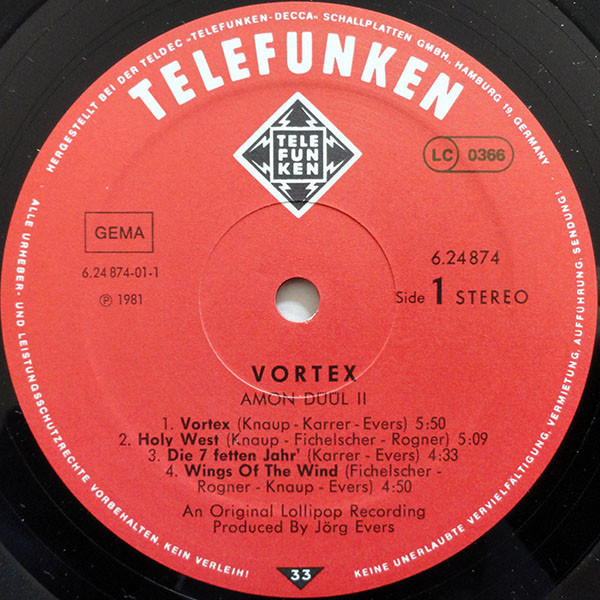 HERGESTELLT BEI DER TELDEC »TELEFUNKEN-DECCA« SCHALLPLATTEN GMBH., HAMBURG 19, GERMANY
TELEFUNKEN
TELE
FUN
KEN
LC 0366
GEMA
6.24 874-01-1
℗ 1981
6.24874
Side 1 STEREO
VORTEX
AMON DÜÜL II
1. Vortex (Knaup - Karrer - Evers) 5:50
2. Holy West (Knaup - Fichelscher - Rogner) 5:09
3. Die 7 fetten Jahr' (Karrer - Evers) 4:33
4. Wings Of The Wind (Fichelscher -
Rogner - Knaup - Evers) 4:50
An Original Lollipop Recording
Produced By Jörg Evers
ALLE URHEBER- UND LEISTUNGSSCHUTZRECHTE VORBEHALTEN. KEIN VERLEIH!
33
KEINE UNERLAUBTE VERVIELFÄLTIGUNG, VERMIETUNG, AUFFÜHRUNG, SENDUNG!